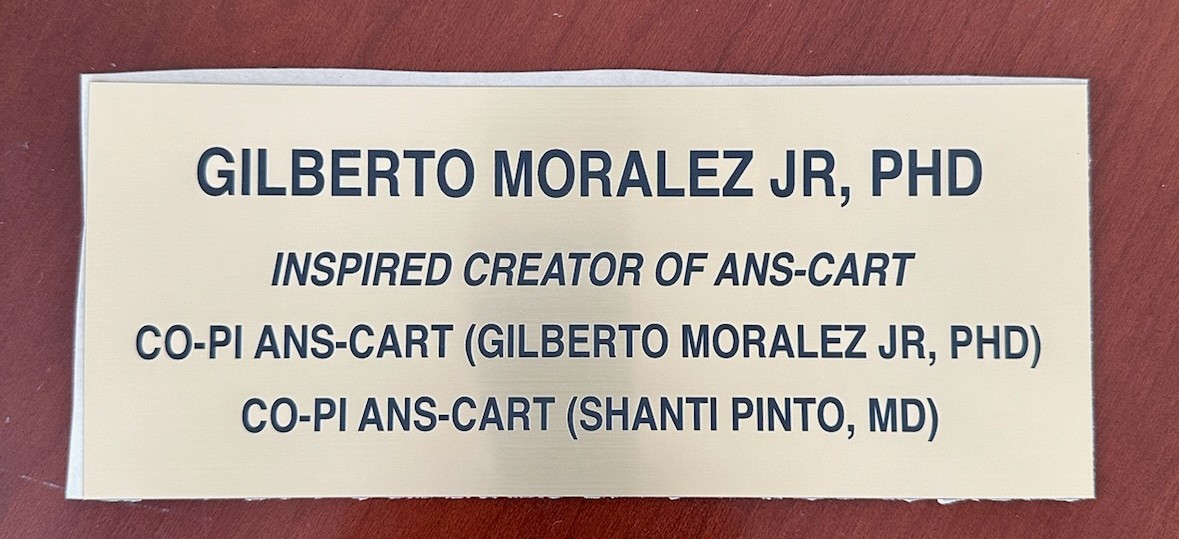 GILBERTO MORALEZ JR, PHD
INSPIRED CREATOR OF ANS-CART
CO-PI ANS-CART (GILBERTO MORALEZ JR, PHD)
CO-PI ANS-CART (SHANTI PINTO, MD)